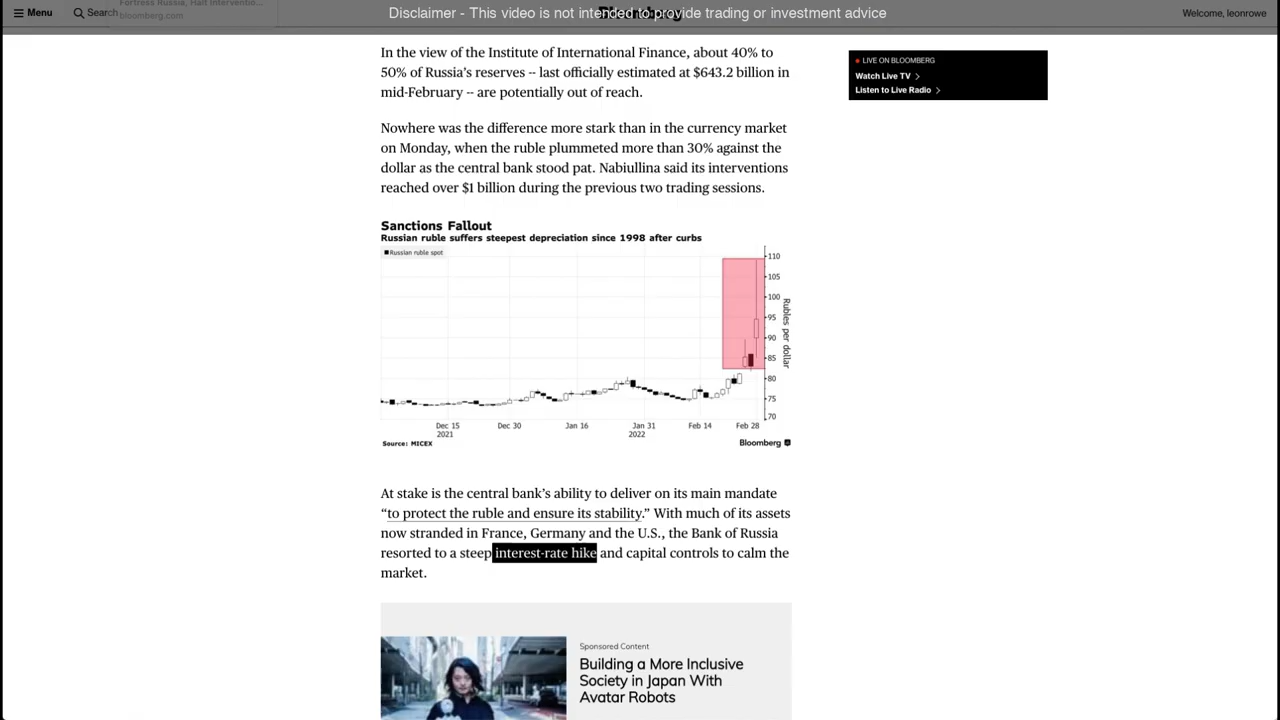 Menu
Search
Fortress Russia, Halt Interventio...
bloomberg.com
Disclaimer - This video is not intended to provide trading or investment advice
Bloomberg
Welcome, leonrowe
In the view of the Institute of International Finance, about 40% to
50% of Russia’s reserves -- last officially estimated at $643.2 billion in
mid-February -- are potentially out of reach.
LIVE ON BLOOMBERG
Watch Live TV
Listen to Live Radio
Nowhere was the difference more stark than in the currency market
on Monday, when the ruble plummeted more than 30% against the
dollar as the central bank stood pat. Nabiullina said its interventions
reached over $1 billion during the previous two trading sessions.
Sanctions Fallout
Russian ruble suffers steepest depreciation since 1998 after curbs
Russian ruble spot
110
105
100
95
90
85
80
75
70
Rubles per dollar
Dec 15 Dec 30 Jan 16 Jan 31 Feb 14 Feb 28
2021 2022
Source: MICEX
Bloomberg
At stake is the central bank’s ability to deliver on its main mandate
“to protect the ruble and ensure its stability.” With much of its assets
now stranded in France, Germany and the U.S., the Bank of Russia
resorted to a steep interest-rate hike and capital controls to calm the
market.
Sponsored Content
Building a More Inclusive
Society in Japan With
Avatar Robots